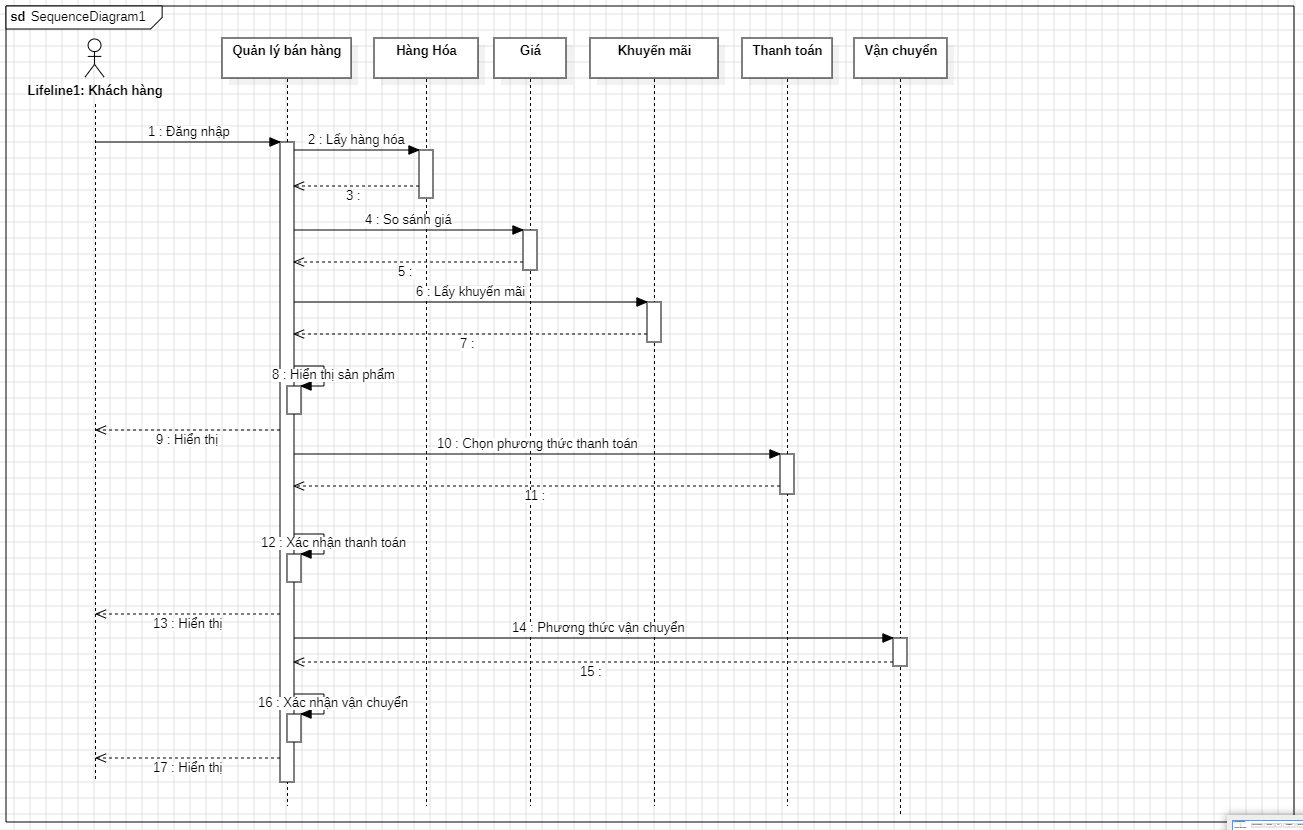 sd SequenceDiagram1
Quản lý bán hàng
Hàng Hóa
Giá
Khuyến mãi
Thanh toán
Vận chuyển
Lifeline1: Khách hàng
1 : Đăng nhập
2 : Lấy hàng hóa
3 :
4 : So sánh giá
5 :
6 : Lấy khuyến mãi
7 :
8 : Hiển thị sản phẩm
9 : Hiển thị
10 : Chọn phương thức thanh toán
11 :
12 : Xác nhận thanh toán
13 : Hiển thị
14 : Phương thức vận chuyển
15 :
16 : Xác nhận vận chuyển
17 : Hiển thị